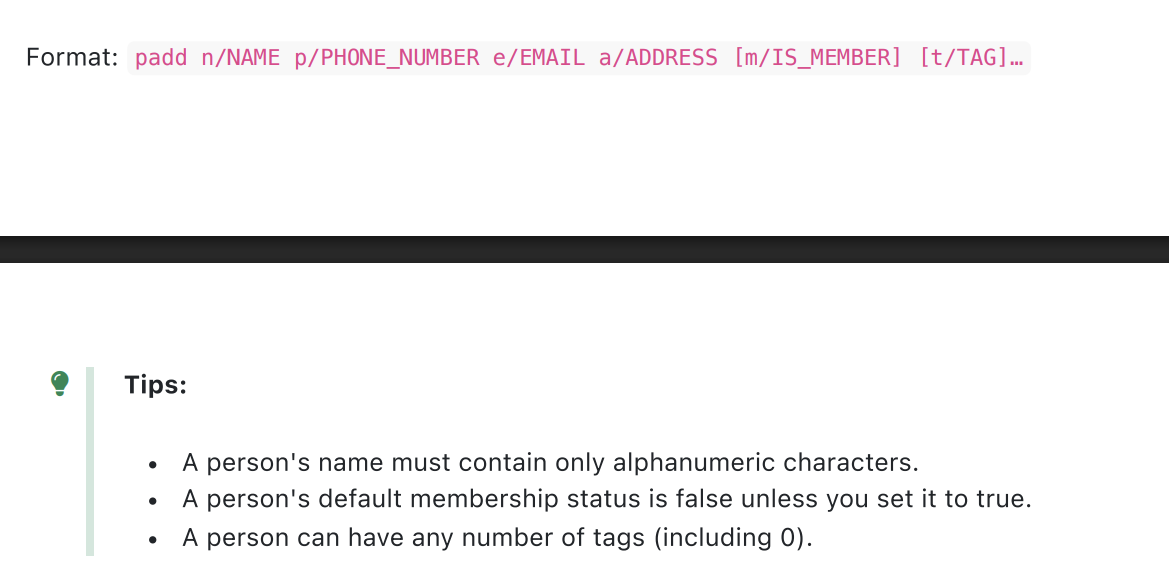 Format: padd n/NAME p/PHONE_NUMBER e/EMAIL a/ADDRESS [m/IS_MEMBER] [t/TAG]…
Tips:
• A person's name must contain only alphanumeric characters.
• A person's default membership status is false unless you set it to true.
• A person can have any number of tags (including 0).